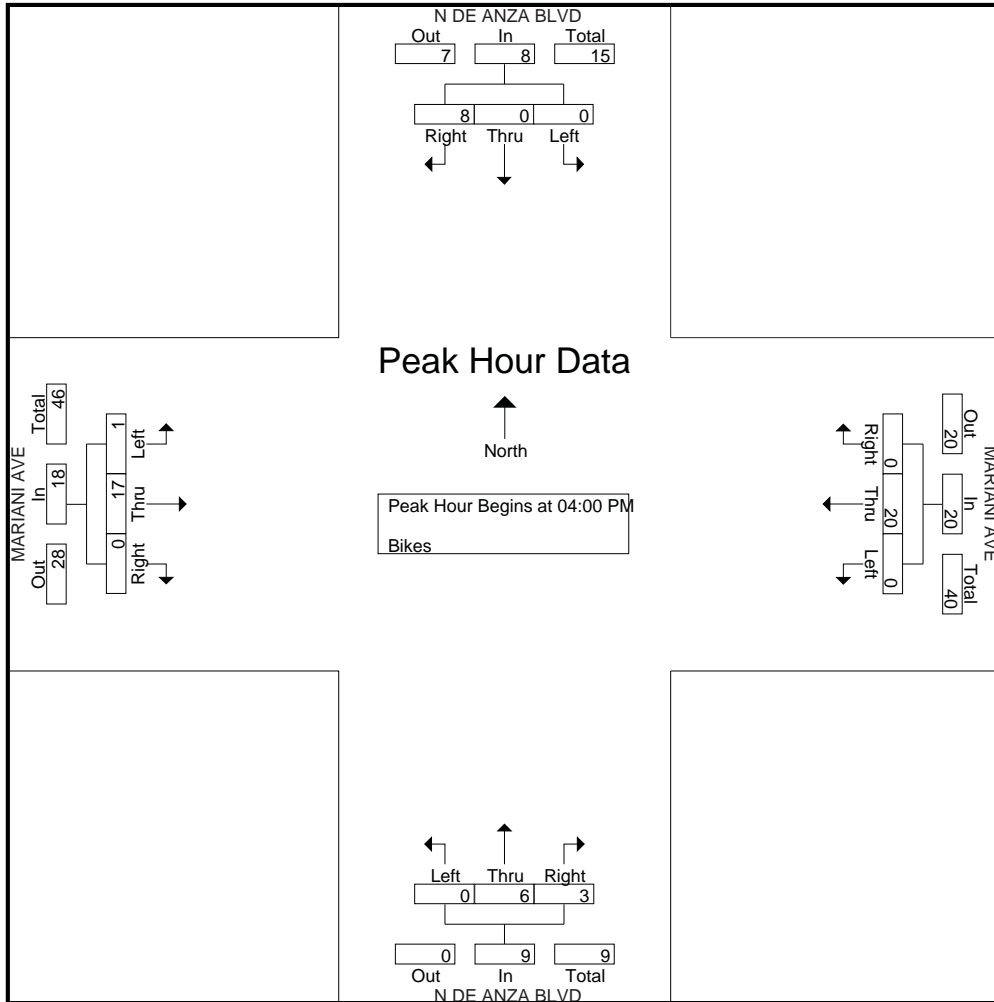 N DE ANZA BLVD
Out In Total
7 8 15
8 0 0
Right Thru Left
Peak Hour Data
North
Peak Hour Begins at 04:00 PM
Bikes
MARIANI AVE
Total In Out
46 18 28
1 17 0
Left Thru Right
MARIANI AVE
Out In Total
20 20 40
0 20 0
Right Thru Left
Left Thru Right
0 6 3
0 9 9
Out In Total
N DE ANZA BLVD